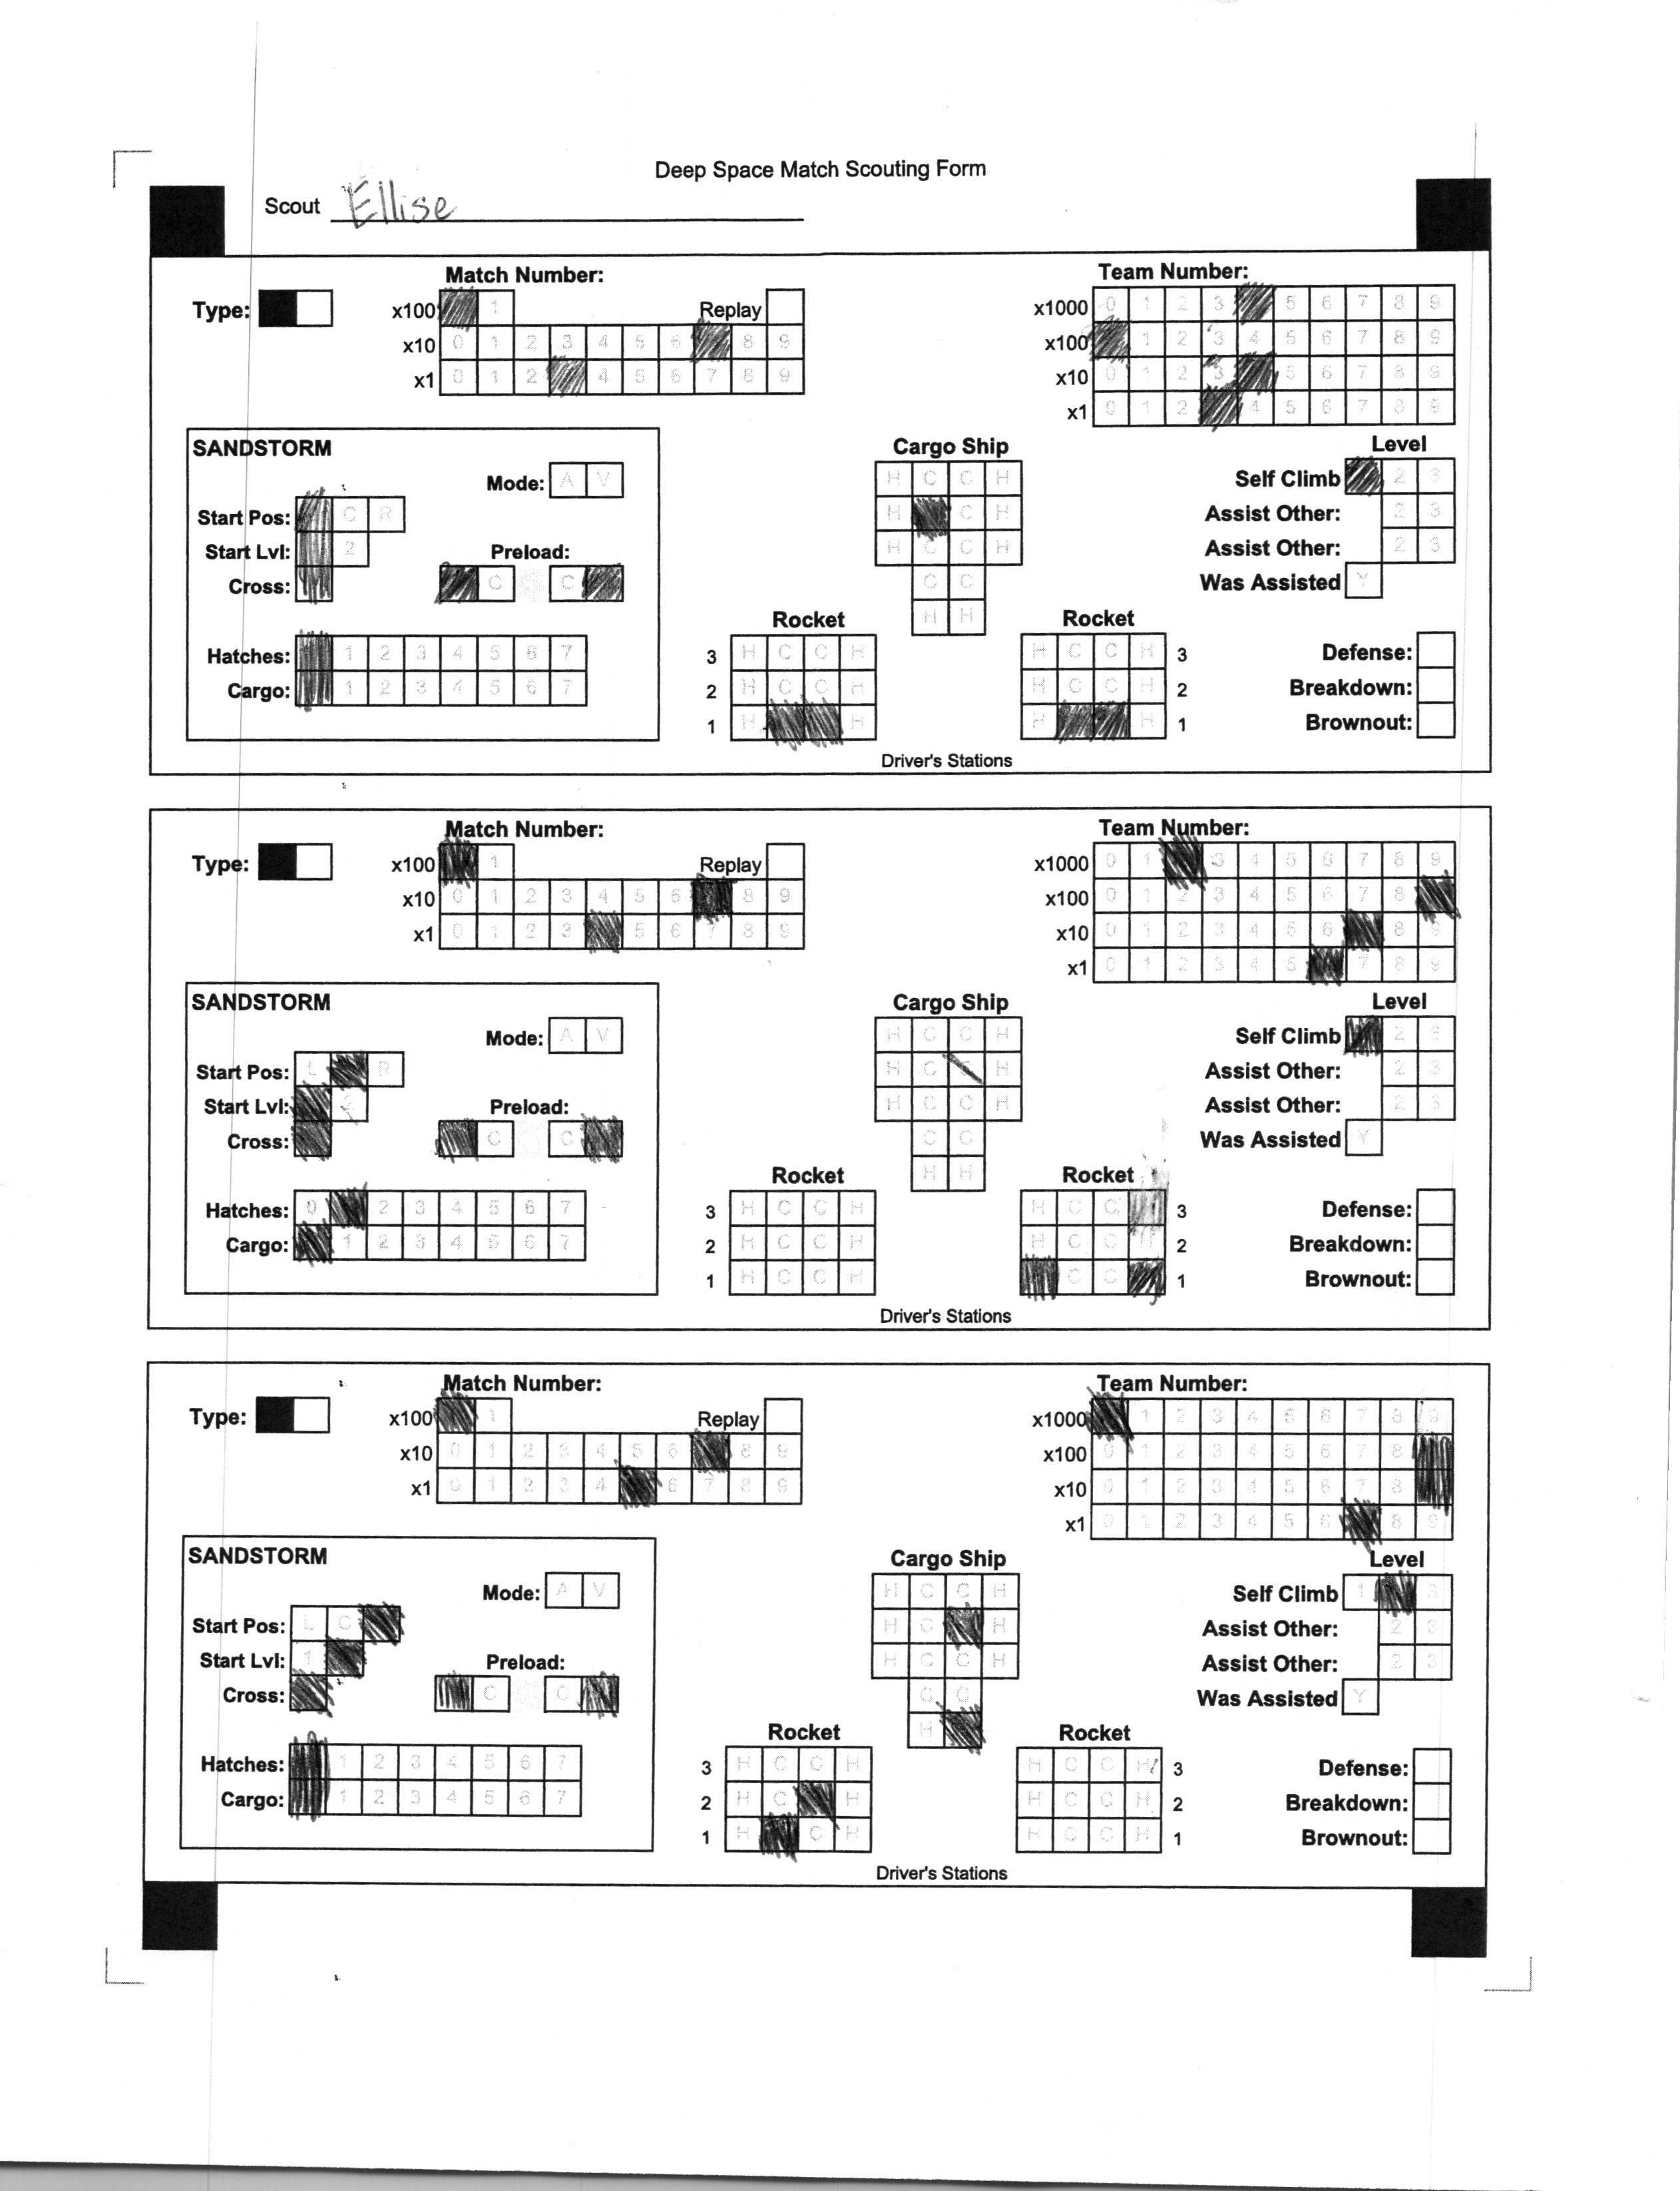 Deep Space Match Scouting Form
Scout Ellise
Match Number: Team Number:
Type: x100 1 Replay x1000 0 1 2 3 5 6 7 8 9
x10 0 1 2 3 4 5 6 8 9 x100 1 2 3 4 5 6 7 8 9
x1 0 1 2 4 5 6 7 8 9 x10 0 1 2 3 5 6 7 8 9
x1 0 1 2 4 5 6 7 8 9
SANDSTORM Cargo Ship Level
Mode: A V H C C H Self Climb 2 3
Start Pos: C R H C H Assist Other: 2 3
Start Lvl: 2 Preload: H C C H Assist Other: 2 3
Cross: C C C C Was Assisted Y
Rocket H H Rocket
Hatches: 1 2 3 4 5 6 7 3 H C C H H C C H 3 Defense:
Cargo: 1 2 3 4 5 6 7 2 H C C H H C C H 2 Breakdown:
1 H H H H 1 Brownout:
Driver's Stations
Match Number: Team Number:
Type: x100 1 Replay x1000 0 1 3 4 5 6 7 8 9
x10 0 1 2 3 4 5 6 8 9 x100 0 1 2 3 4 5 6 7 8
x1 0 1 2 3 5 6 7 8 9 x10 0 1 2 3 4 5 6 8 9
x1 0 1 2 3 4 5 7 8 9
SANDSTORM Cargo Ship Level
Mode: A V H C C H Self Climb 2 3
Start Pos: L R H C H Assist Other: 2 3
Start Lvl: 2 Preload: H C C H Assist Other: 2 3
Cross: C C C C Was Assisted Y
Rocket H H Rocket
Hatches: 0 2 3 4 5 6 7 3 H C C H H C C 3 Defense:
Cargo: 1 2 3 4 5 6 7 2 H C C H H C C H 2 Breakdown:
1 H C C H C C 1 Brownout:
Driver's Stations
Match Number: Team Number:
Type: x100 1 Replay x1000 1 2 3 4 5 6 7 8 9
x10 0 1 2 3 4 5 6 8 9 x100 0 1 2 3 4 5 6 7 8
x1 0 1 2 3 4 6 7 8 9 x10 0 1 2 3 4 5 6 7 8
x1 0 1 2 3 4 5 6 8 9
SANDSTORM Cargo Ship Level
Mode: A V H C C H Self Climb 1 3
Start Pos: L C H C H Assist Other: 2 3
Start Lvl: 1 Preload: H C C H Assist Other: 2 3
Cross: C C C C Was Assisted Y
Rocket H Rocket
Hatches: 1 2 3 4 5 6 7 3 H C C H H C C H 3 Defense:
Cargo: 1 2 3 4 5 6 7 2 H C H H C C H 2 Breakdown:
1 H C H H C C H 1 Brownout:
Driver's Stations